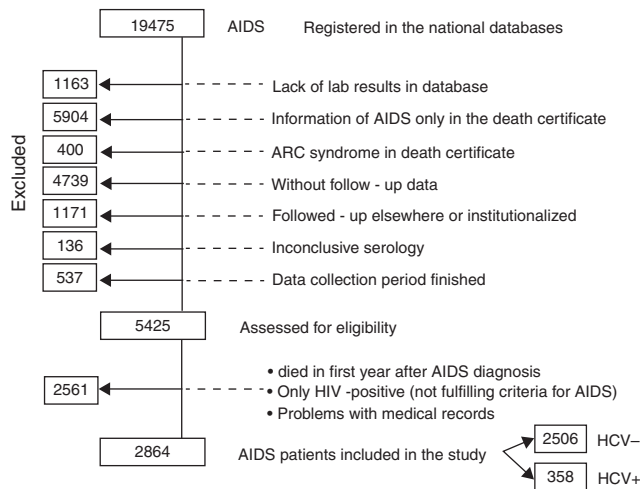 19475 AIDS Registered in the national databases
Excluded
1163 Lack of lab results in database
5904 Information of AIDS only in the death certificate
400 ARC syndrome in death certificate
4739 Without follow - up data
1171 Followed - up elsewhere or institutionalized
136 Inconclusive serology
537 Data collection period finished
5425 Assessed for eligibility
• died in first year after AIDS diagnosis
2561 • Only HIV -positive (not fulfilling criteria for AIDS)
• Problems with medical records
2506 HCV–
2864 AIDS patients included in the study
358 HCV+